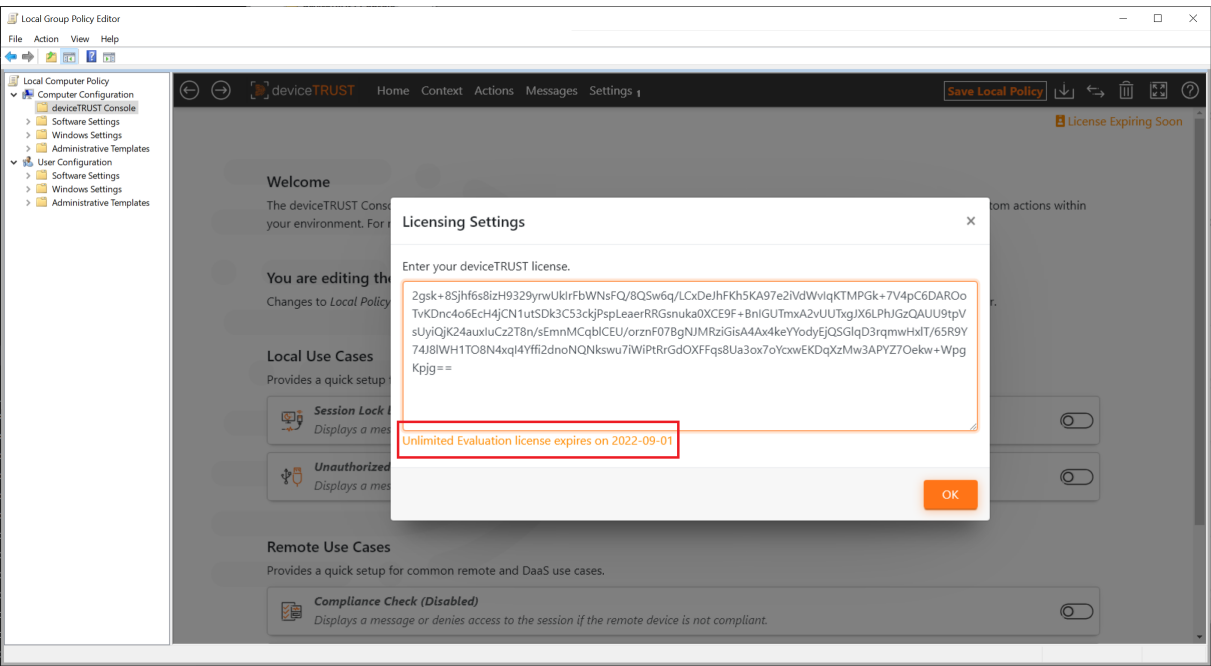 Local Group Policy Editor
File Action View Help
Local Computer Policy
Computer Configuration
deviceTRUST Console
Software Settings
Windows Settings
Administrative Templates
User Configuration
Software Settings
Windows Settings
Administrative Templates
deviceTRUST Home Context Actions Messages Settings 1 Save Local Policy
License Expiring Soon
Welcome
The deviceTRUST Cons tom actions within
your environment. For
You are editing the
Changes to Local Policy r.
Local Use Cases
Provides a quick setup
Session Lock
Displays a mes
Unauthorized
Displays a mes
Licensing Settings
Enter your deviceTRUST license.
2gsk+8Sjhf6s8izH9329yrwUkIrFbWNsFQ/8QSw6q/LCxDeJhFKh5KA97e2iVdWvIqKTMPGk+7V4pC6DAROo
TvKDnc4o6EcH4jCN1utSDk3C53ckjPspLeaerRRGsnuka0XCE9F+BnIGUTmxA2vUUTxgJX6LPhJGzQAUU9tpV
sUyiQjK24auxIuCz2T8n/sEmnMCqblCEU/orznF07BgNJMRziGisA4Ax4keYYodyEjQSGlqD3rqmwHxlT/65R9Y
74J8lWH1TO8N4xqI4Yffi2dnoNQNkswu7iWiPtRrGdOXFFqs8Ua3ox7oYcxwEKDqXzMw3APYZ7Oekw+Wpg
Kpjg==
Unlimited Evaluation license expires on 2022-09-01
OK
Remote Use Cases
Provides a quick setup for common remote and DaaS use cases.
Compliance Check (Disabled)
Displays a message or denies access to the session if the remote device is not compliant.